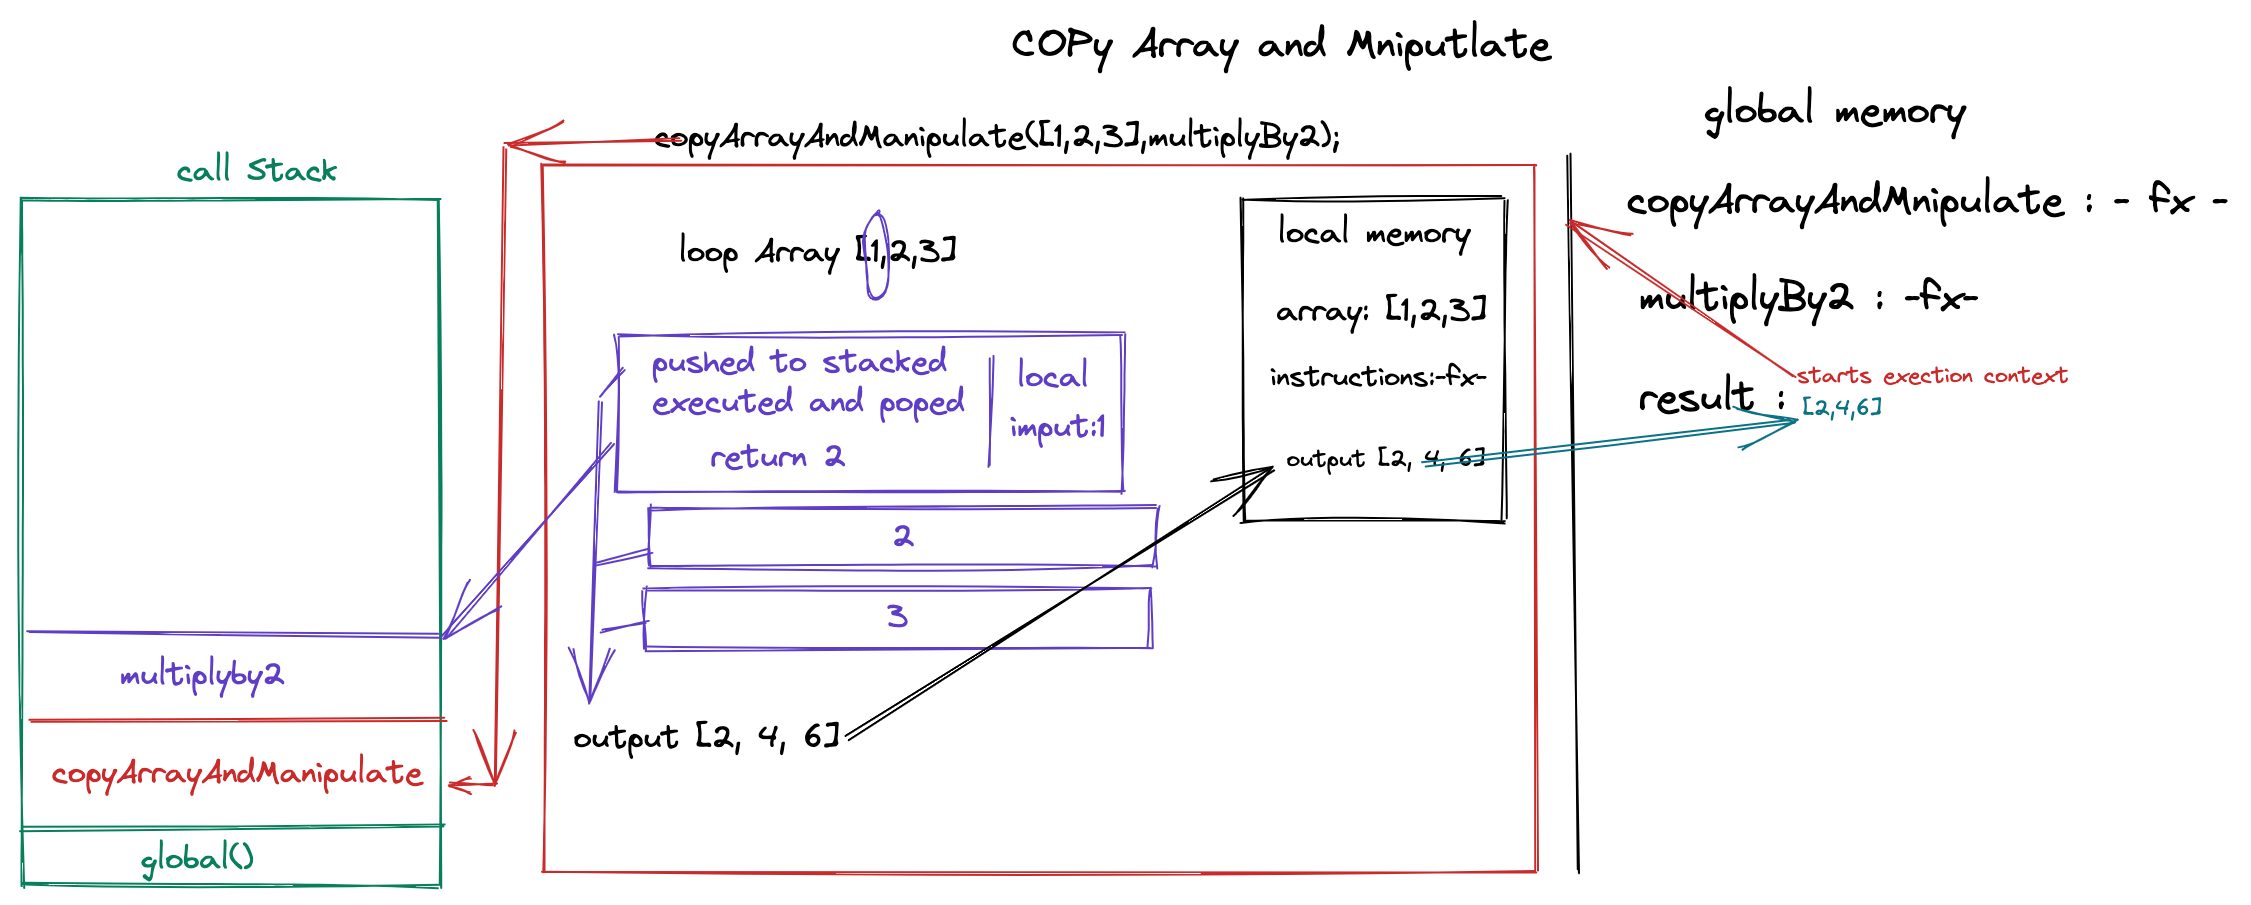 COPy Array and Mniputlate
global memory
copyArrayAndManipulate([1,2,3],multiplyBy2);
call Stack
copyArrayAndMnipulate : - fx -
loop Array [1,2,3]
local memory
array: [1,2,3]
multiplyBy2 : -fx-
pushed to stacked
executed and poped
return 2
local
imput:1
instructions:-fx-
starts exection context
result :
[2,4,6]
output [2, 4, 6]
2
3
multiplyby2
output [2, 4, 6]
copyArrayAndManipulate
global()